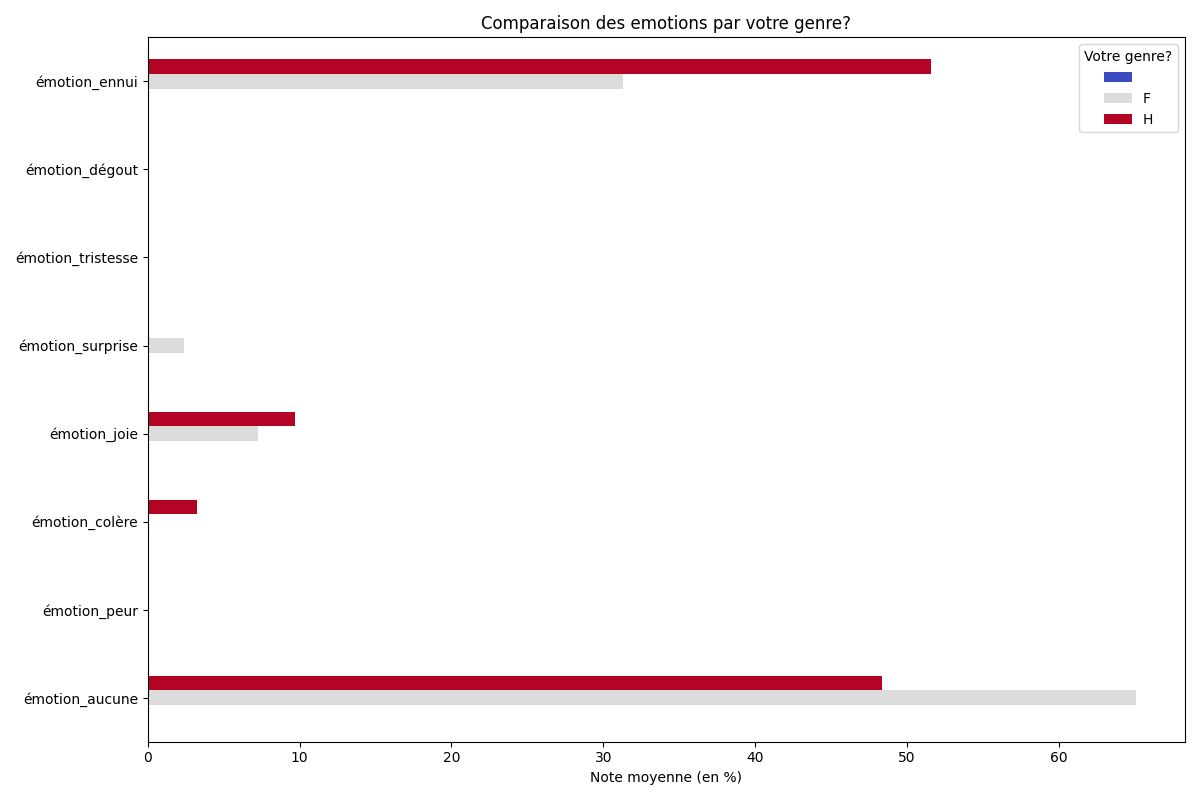 Comparaison des emotions par votre genre?
Votre genre?
F
H
émotion_ennui
émotion_dégout
émotion_tristesse
émotion_surprise
émotion_joie
émotion_colère
émotion_peur
émotion_aucune
0 10 20 30 40 50 60
Note moyenne (en %)